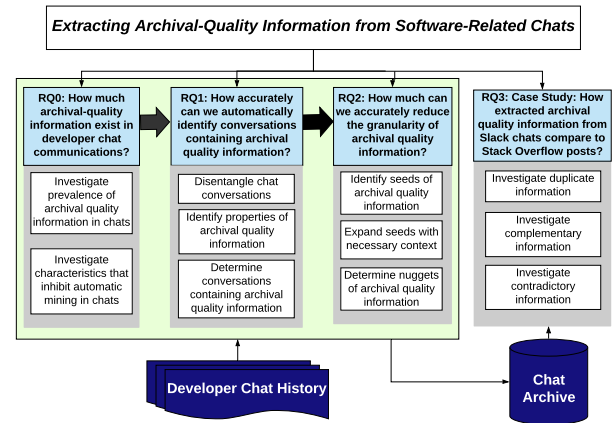 Extracting Archival-Quality Information from Software-Related Chats
RQ0: How much
archival-quality
information exist in
developer chat
communications?
Investigate
prevalence of
archival quality
information in chats
Investigate
characteristics that
inhibit automatic
mining in chats
RQ1: How accurately
can we automatically
identify conversations
containing archival
quality information?
Disentangle chat
conversations
Identify properties of
archival quality
information
Determine
conversations
containing archival
quality information
RQ2: How much can
we accurately reduce
the granularity of
archival quality
information?
Identify seeds of
archival quality
information
Expand seeds with
necessary context
Determine nuggets
of archival quality
information
RQ3: Case Study: How
extracted archival
quality information from
Slack chats compare to
Stack Overflow posts?
Investigate duplicate
information
Investigate
complementary
information
Investigate
contradictory
information
Developer Chat History
Chat
Archive